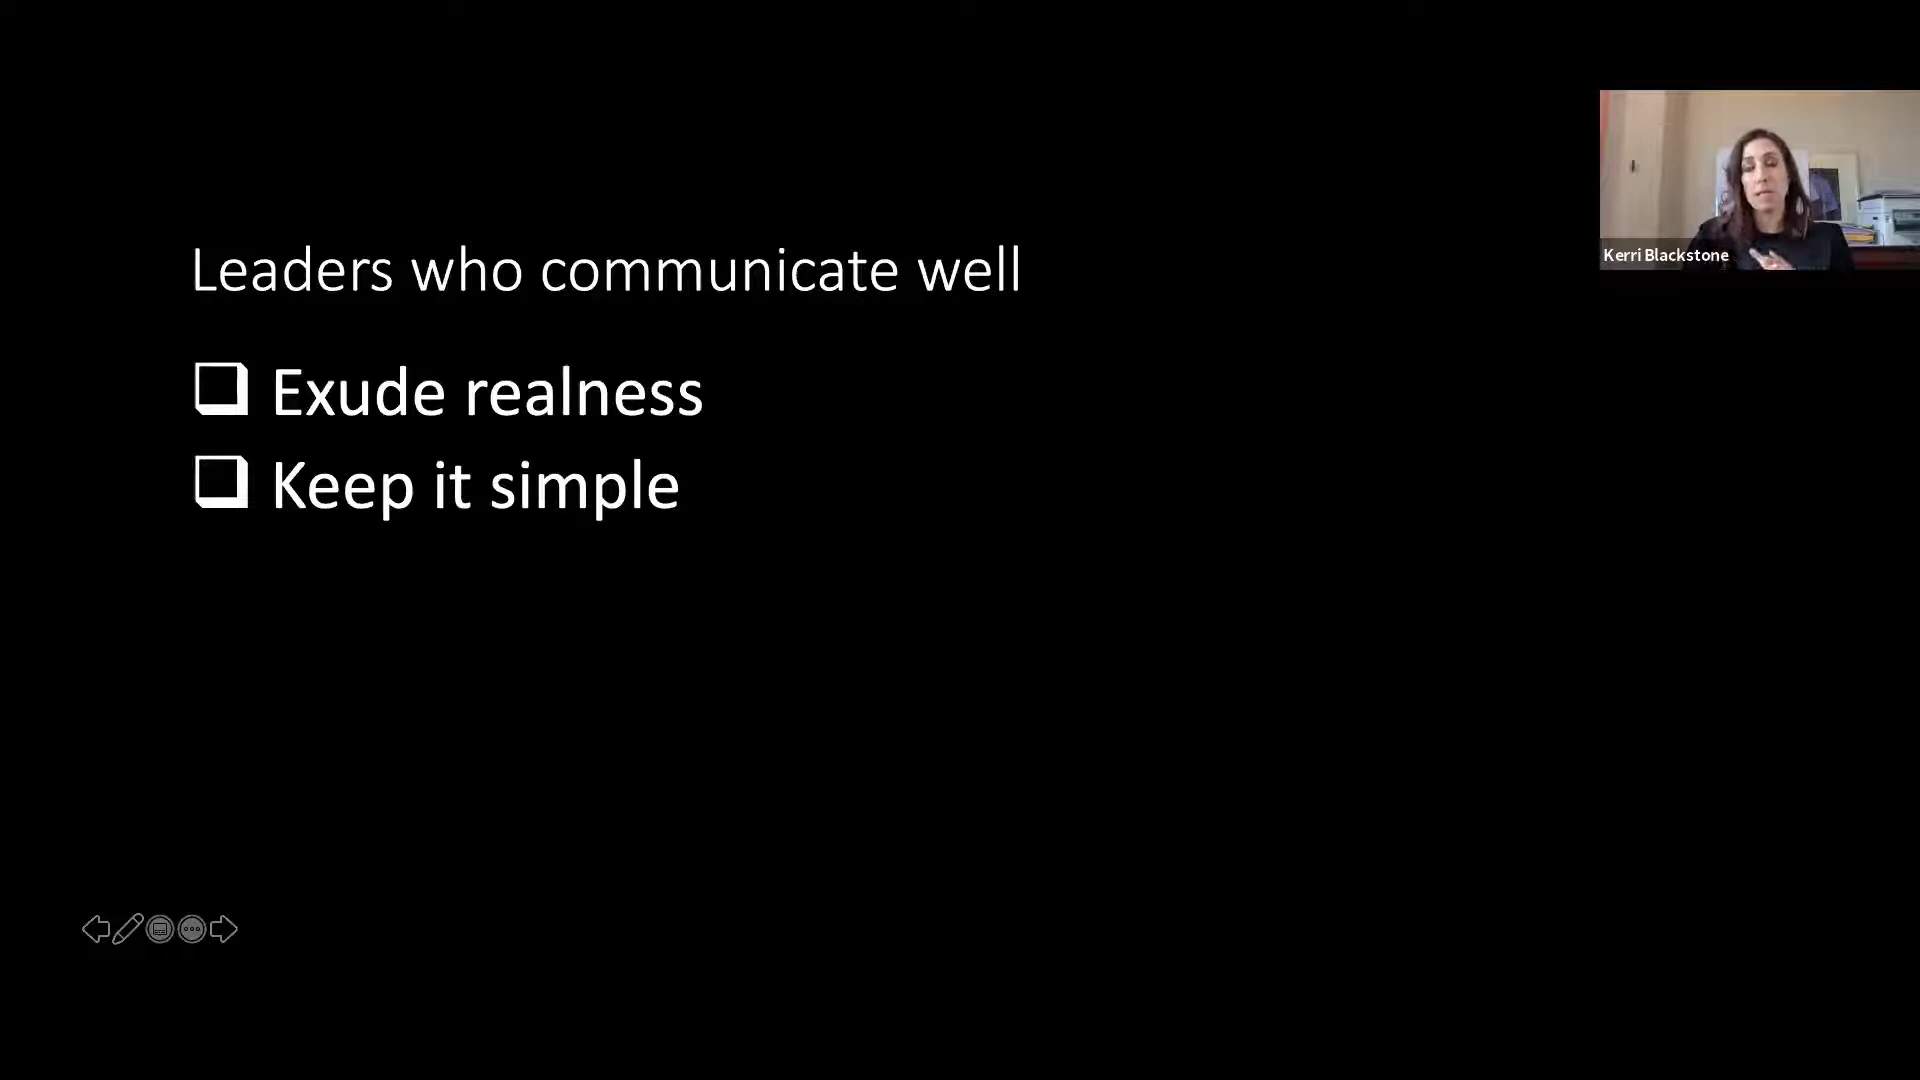 Leaders who communicate well
Exude realness
Keep it simple
Kerri Blackstone